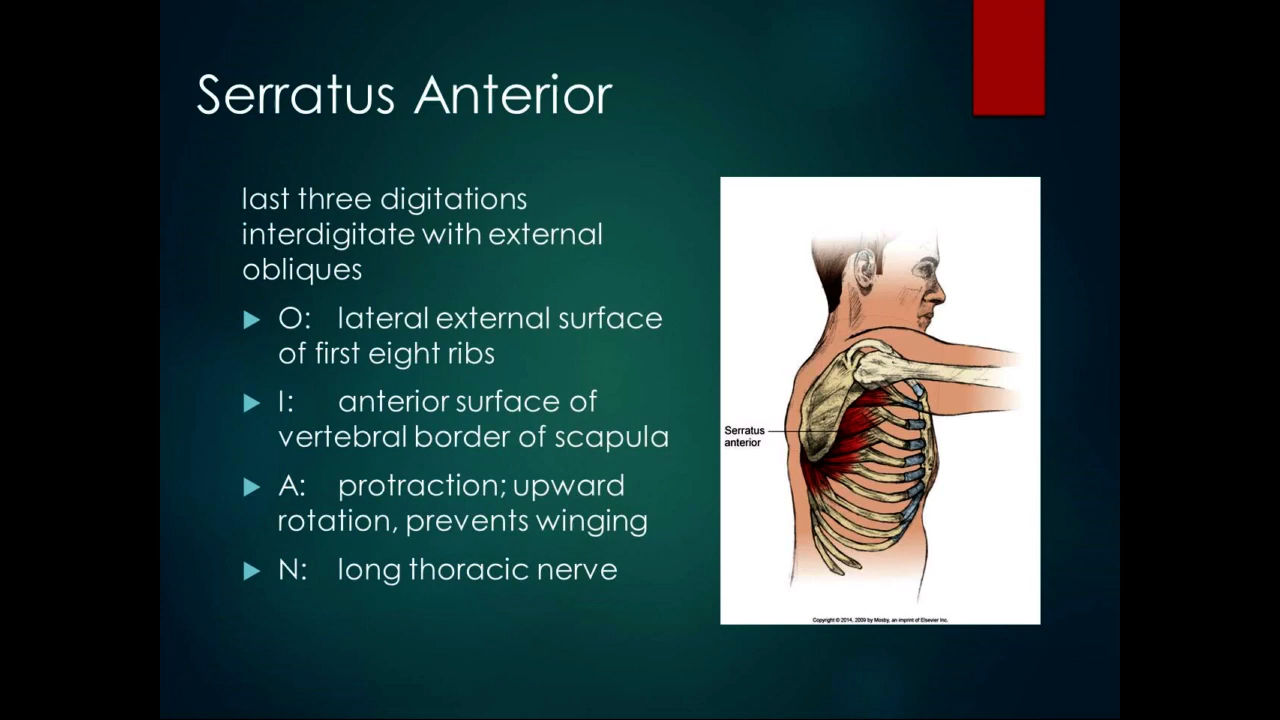 Serratus Anterior
last three digitations
interdigitate with external
obliques
O: lateral external surface
of first eight ribs
I: anterior surface of
vertebral border of scapula
A: protraction; upward
rotation, prevents winging
N: long thoracic nerve
Serratus
anterior
Copyright © 2014, 2009 by Mosby, an imprint of Elsevier Inc.